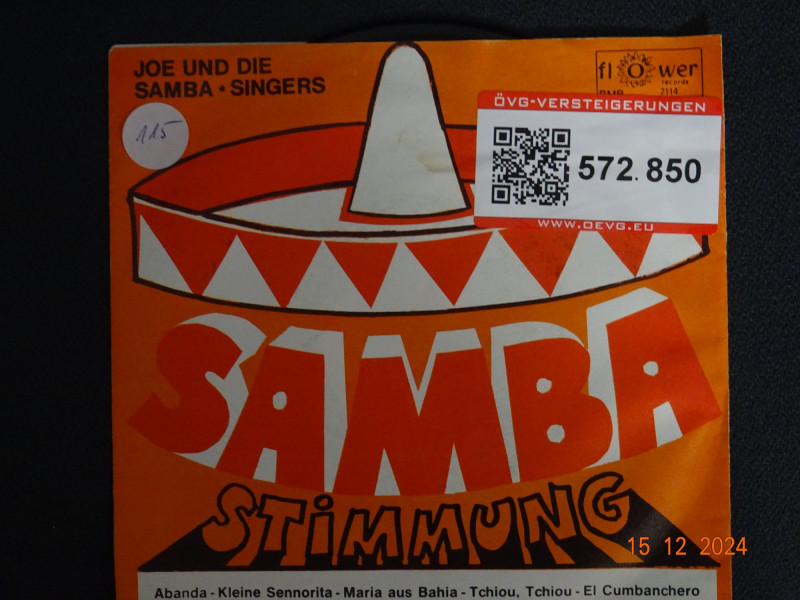 JOE UND DIE
SAMBA • SINGERS
flower
records
2114
115
ÖVG-VERSTEIGERUNGEN
572.850
WWW.OEVG.EU
SAMBA
STiMMUNG
15 12 2024
Abanda - Kleine Sennorita - Maria aus Bahia - Tchiou, Tchiou - El Cumbanchero